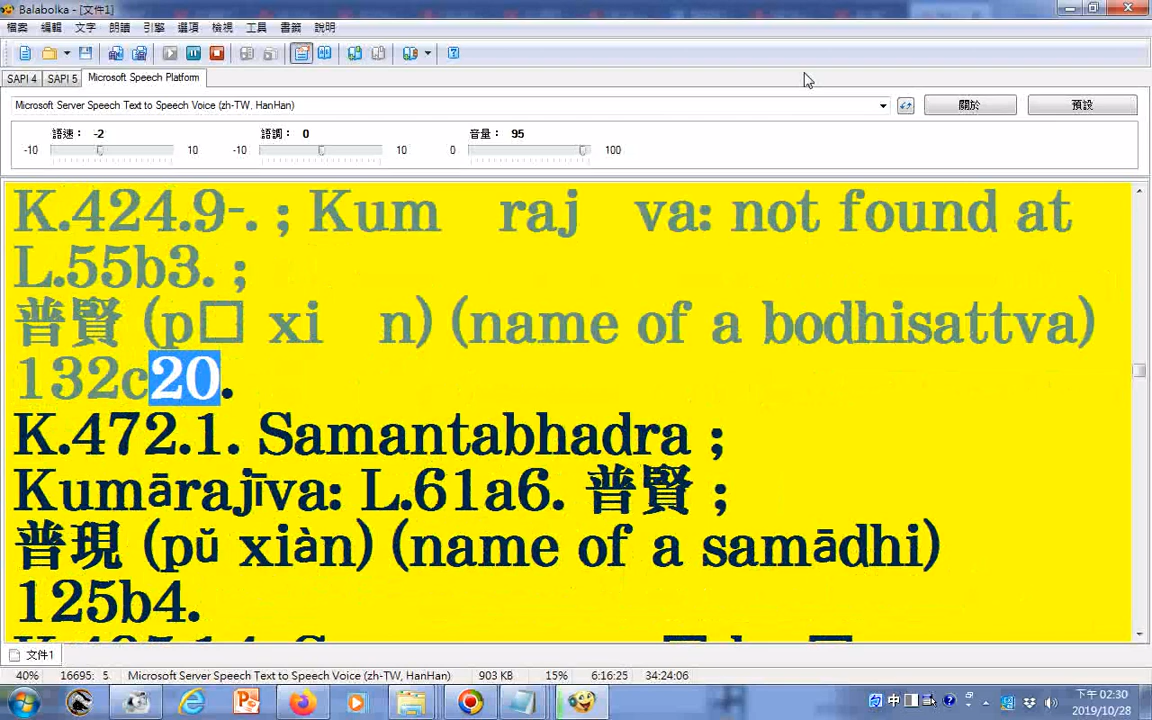 Balabolka - [文件1]
檔案 編輯 文字 朗讀 引擎 選項 檢視 工具 書籤 說明
SAPI 4 SAPI 5 Microsoft Speech Platform
Microsoft Server Speech Text to Speech Voice (zh-TW, HanHan) 關於 預設
語速： -2 語調： 0 音量： 95
-10 10 -10 10 0 100
K.424.9-. ; Kum raj va: not found at
L.55b3. ;
普賢 (p□ xi n) (name of a bodhisattva)
132c20.
K.472.1. Samantabhadra ;
Kumārajīva: L.61a6. 普賢 ;
普現 (pŭ xiàn) (name of a samādhi)
125b4.
文件1
40% 16695: 5 Microsoft Server Speech Text to Speech Voice (zh-TW, HanHan) 903 KB 15% 6:16:25 34:24:06
中 下午 02:30
2019/10/28